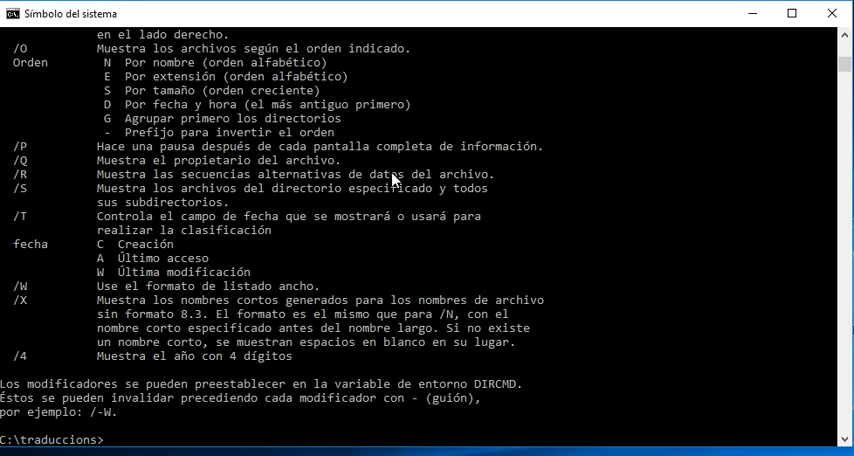 Símbolo del sistema
en el lado derecho.
/O Muestra los archivos según el orden indicado.
Orden N Por nombre (orden alfabético)
E Por extensión (orden alfabético)
S Por tamaño (orden creciente)
D Por fecha y hora (el más antiguo primero)
G Agrupar primero los directorios
- Prefijo para invertir el orden
/P Hace una pausa después de cada pantalla completa de información.
/Q Muestra el propietario del archivo.
/R Muestra las secuencias alternativas de datos del archivo.
/S Muestra los archivos del directorio especificado y todos
sus subdirectorios.
/T Controla el campo de fecha que se mostrará o usará para
realizar la clasificación
fecha C Creación
A Último acceso
W Última modificación
/W Use el formato de listado ancho.
/X Muestra los nombres cortos generados para los nombres de archivo
sin formato 8.3. El formato es el mismo que para /N, con el
nombre corto especificado antes del nombre largo. Si no existe
un nombre corto, se muestran espacios en blanco en su lugar.
/4 Muestra el año con 4 dígitos
Los modificadores se pueden preestablecer en la variable de entorno DIRCMD.
Éstos se pueden invalidar precediendo cada modificador con - (guión),
por ejemplo: /-W.
C:\traduccions>